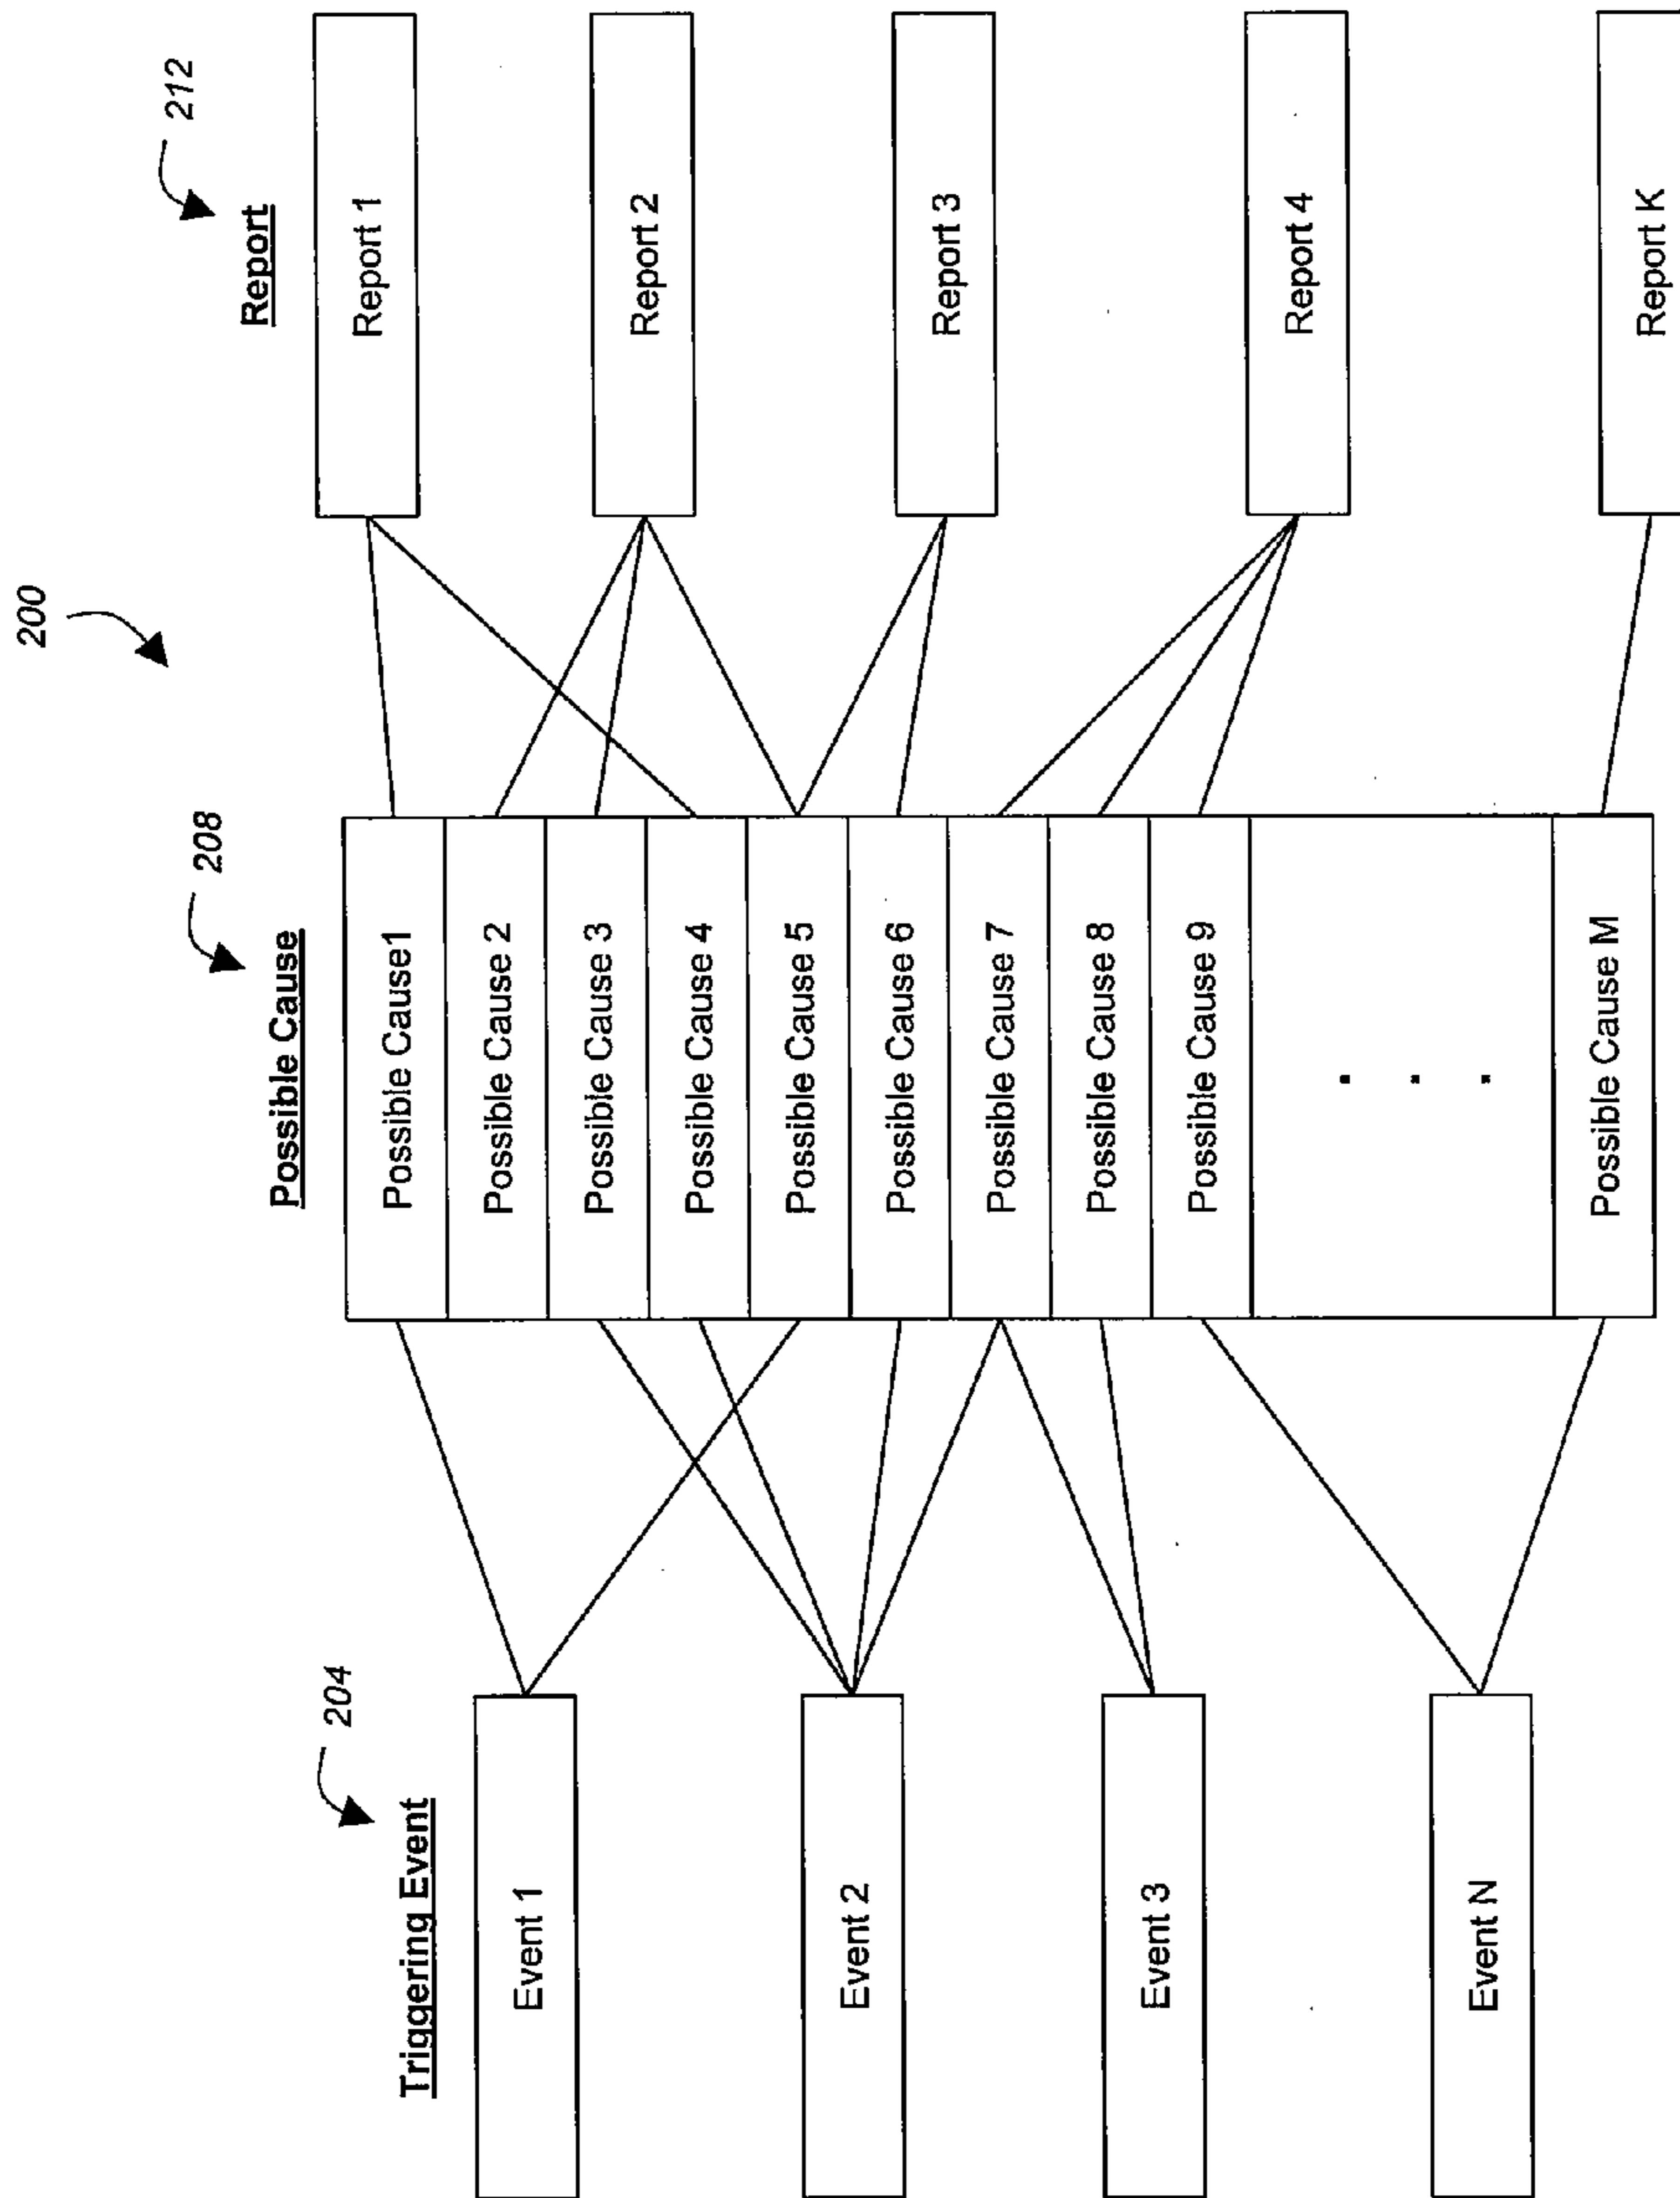 200
Triggering Event
204
Event 1
Event 2
Event 3
Event N
Possible Cause
208
Possible Cause1
Possible Cause 2
Possible Cause 3
Possible Cause 4
Possible Cause 5
Possible Cause 6
Possible Cause 7
Possible Cause 8
Possible Cause 9
. . .
Possible Cause M
Report
212
Report 1
Report 2
Report 3
Report 4
Report K